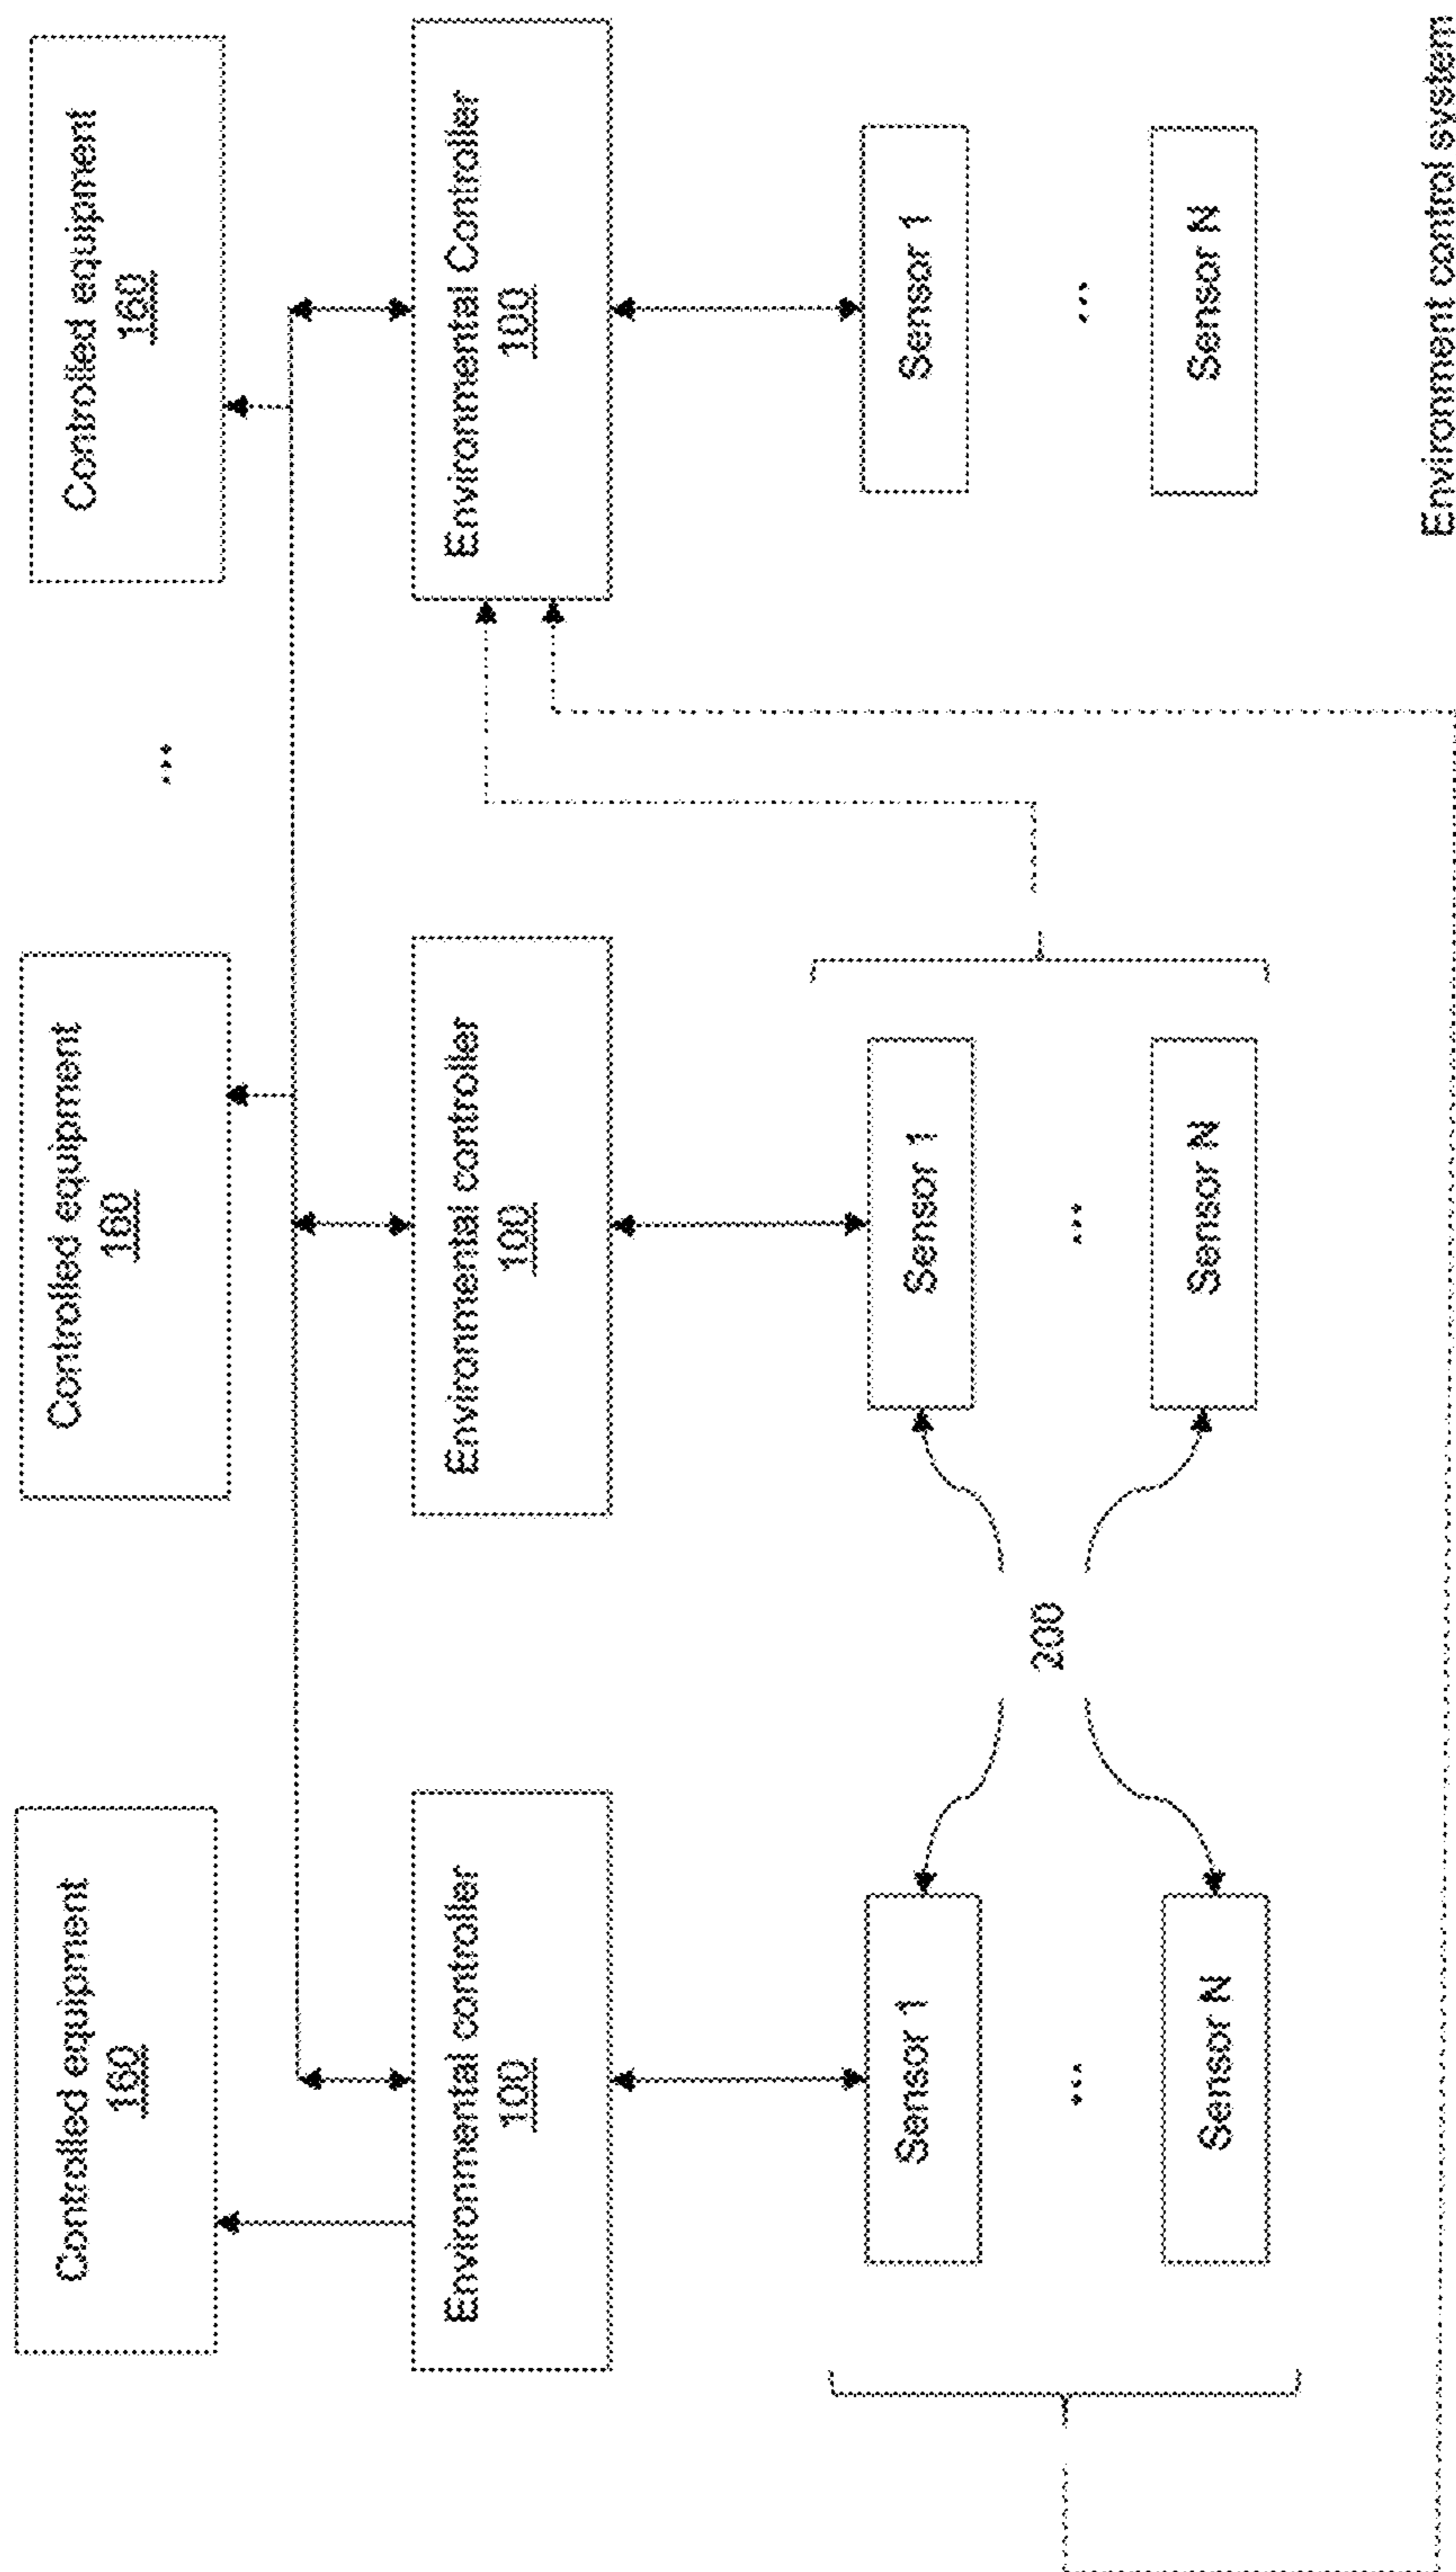 Controlled equipment
160
Controlled equipment
160
...
Controlled equipment
160
Environmental controller
100
Environmental controller
100
Environmental Controller
100
Sensor 1
Sensor 1
Sensor 1
...
200
...
...
Sensor N
Sensor N
Sensor N
Environment control system